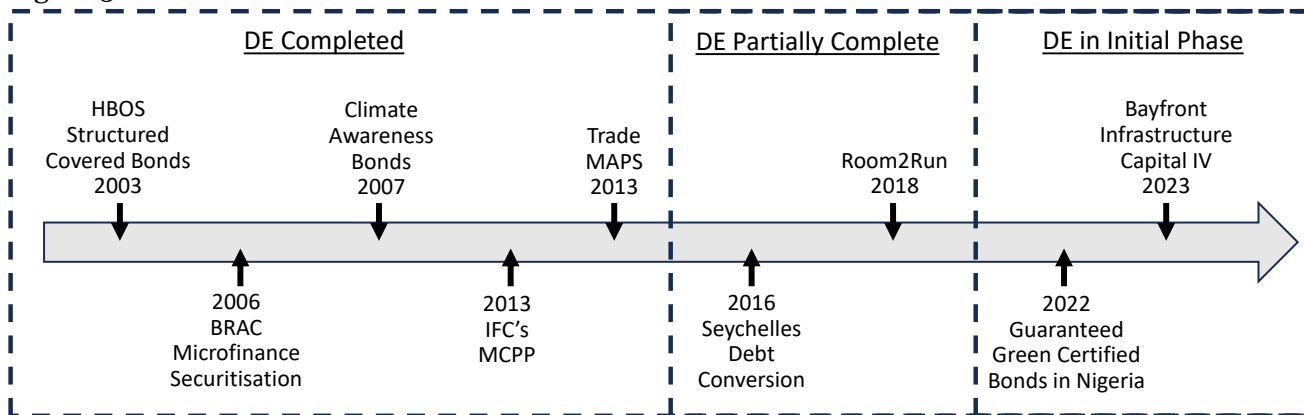 DE Completed
DE Partially Complete
DE in Initial Phase
HBOS
Structured
Covered Bonds
2003
Climate
Awareness
Bonds
2007
Trade
MAPS
2013
Room2Run
2018
Bayfront
Infrastructure
Capital IV
2023
2006
BRAC
Microfinance
Securitisation
2013
IFC's
MCPP
2016
Seychelles
Debt
Conversion
2022
Guaranteed
Green Certified
Bonds in Nigeria